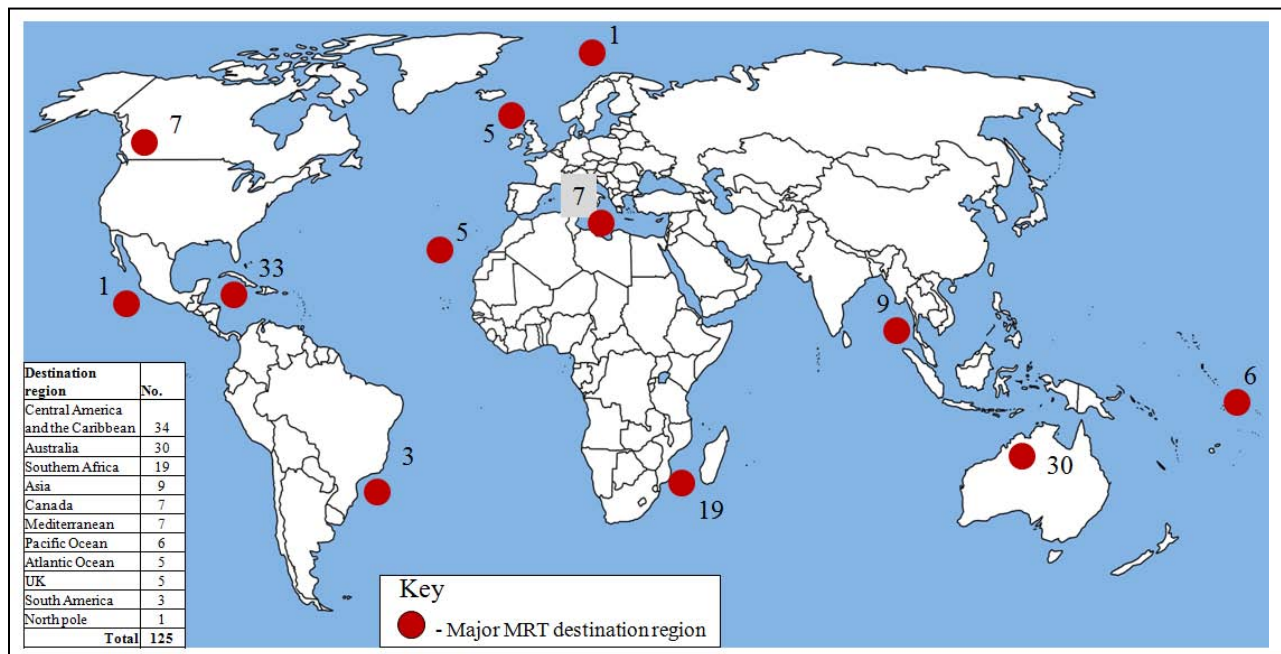 1
7
5
7
5
33
1
9
6
3
30
19
Destination
region No.
Central America
and the Caribbean 34
Australia 30
Southern Africa 19
Asia 9
Canada 7
Mediterranean 7
Pacific Ocean 6
Atlantic Ocean 5
UK 5
South America 3
North pole 1
Total 125
Key
- Major MRT destination region